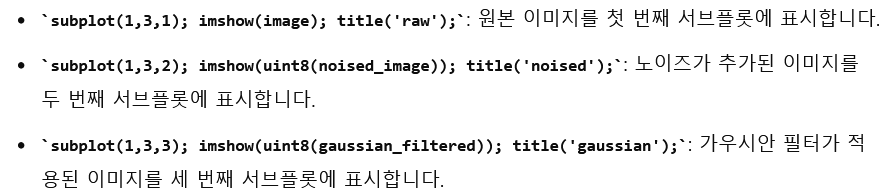 • `subplot(1,3,1); imshow(image); title('raw');`: 원본 이미지를 첫 번째 서브플롯에 표시합니다.
• `subplot(1,3,2); imshow(uint8(noised_image)); title('noised');`: 노이즈가 추가된 이미지를
두 번째 서브플롯에 표시합니다.
• `subplot(1,3,3); imshow(uint8(gaussian_filtered)); title('gaussian');`: 가우시안 필터가 적
용된 이미지를 세 번째 서브플롯에 표시합니다.